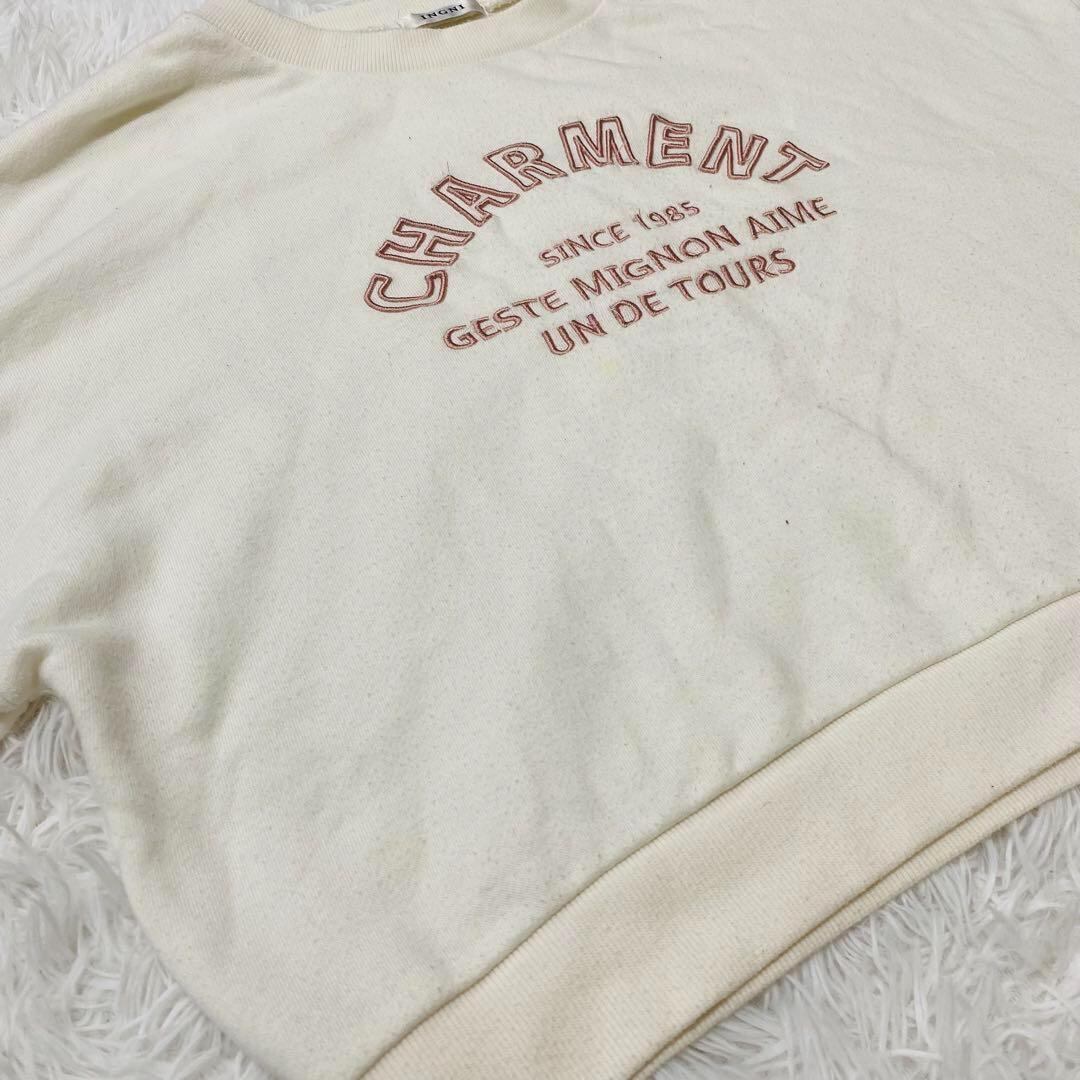 INGNI
CHARMENT
SINCE 1985
GESTE MIGNON AIME
UN DE TOURS